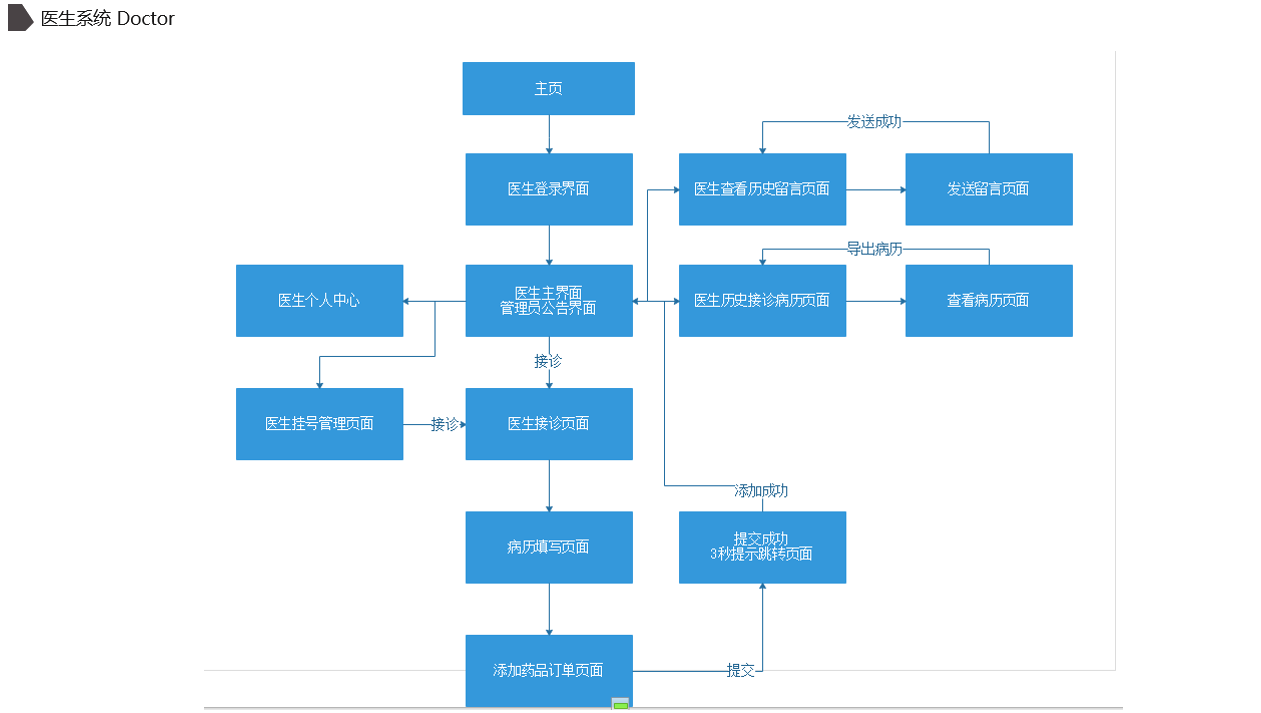 医生系统 Doctor
主页
发送成功
医生登录界面
医生查看历史留言页面
发送留言页面
导出病历
医生个人中心
医生主界面
管理员公告界面
医生历史接诊病历页面
查看病历页面
接诊
医生挂号管理页面
接诊
医生接诊页面
添加成功
病历填写页面
提交成功
3秒提示跳转页面
添加药品订单页面
提交